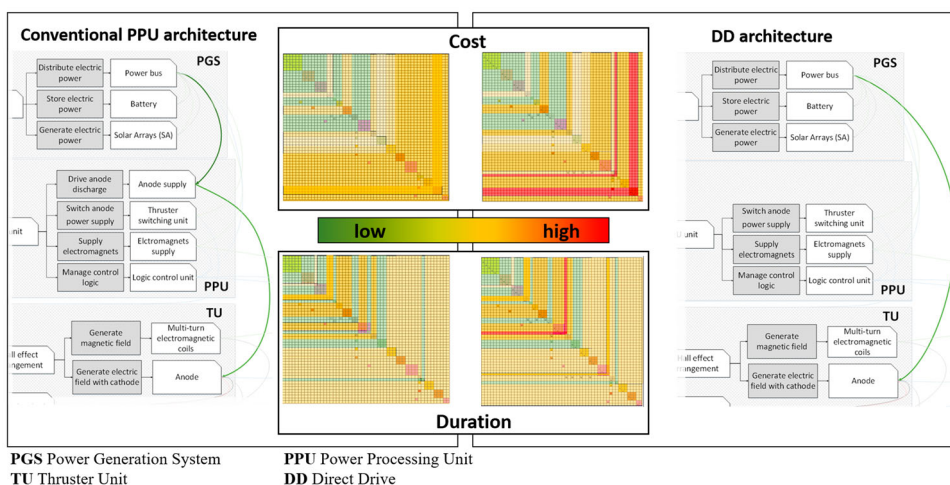 Conventional PPU architecture
PGS
Distribute electric
power
Power bus
Store electric
power
Battery
Generate electric
power
Solar Arrays (SA)
Drive anode
discharge
Anode supply
Switch anode
power supply
Thruster
switching unit
unit
Supply
electromagnets
Elctromagnets
supply
Manage control
logic
Logic control unit
PPU
TU
Generate
magnetic field
Multi-turn
electromagnetic
coils
ll effect
rangement
Generate electric
field with cathode
Anode
Cost
low
high
Duration
DD architecture
PGS
Distribute electric
power
Power bus
Store electric
power
Battery
Generate electric
power
Solar Arrays (SA)
Switch anode
power supply
Thruster
switching unit
U unit
Supply
electromagnets
Elctromagnets
supply
Manage control
logic
Logic control unit
PPU
TU
Generate
magnetic field
Multi-turn
electromagnetic
coils
Hall effect
rrangement
Generate electric
field with cathode
Anode
PGS Power Generation System
PPU Power Processing Unit
TU Thruster Unit
DD Direct Drive